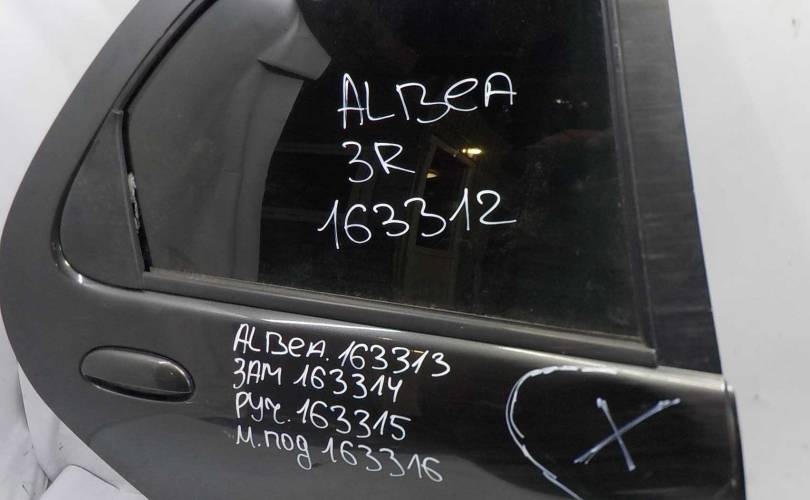 ALBeA
3R
163312
ALBeA. 163313
ЗАМ 163314
РУЧ. 163315
М.под 163316
X